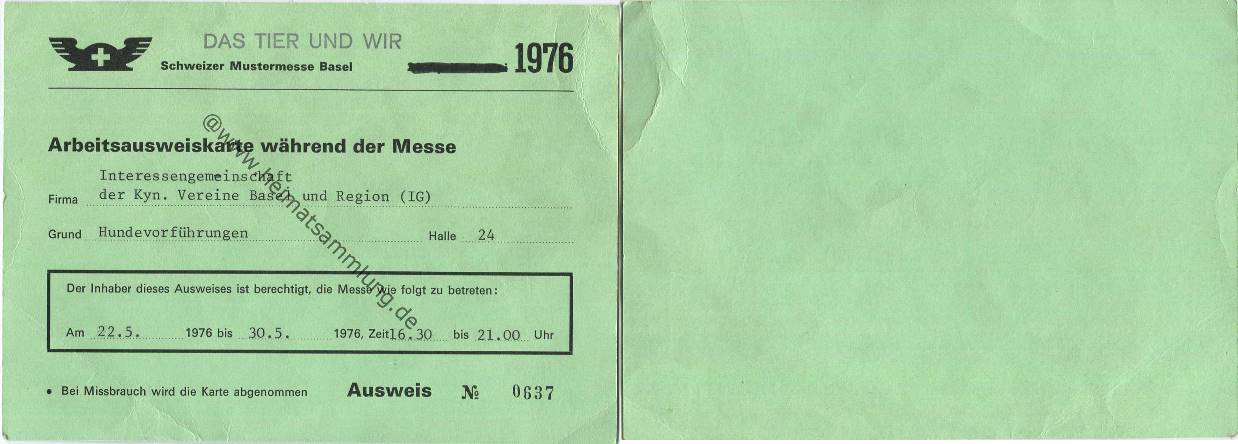 DAS TIER UND WIR
Schweizer Mustermesse Basel 1976
Arbeitsausweiskarte während der Messe
Interessengemeinschaft
Firma der Kyn. Vereine Basel und Region (IG)
Grund Hundevorführungen Halle 24
Der Inhaber dieses Ausweises ist berechtigt, die Messe wie folgt zu betreten:
Am 22.5. 1976 bis 30.5. 1976, Zeit 16.30 bis 21.00 Uhr
• Bei Missbrauch wird die Karte abgenommen Ausweis № 0637
@www.heimatsammlung.de